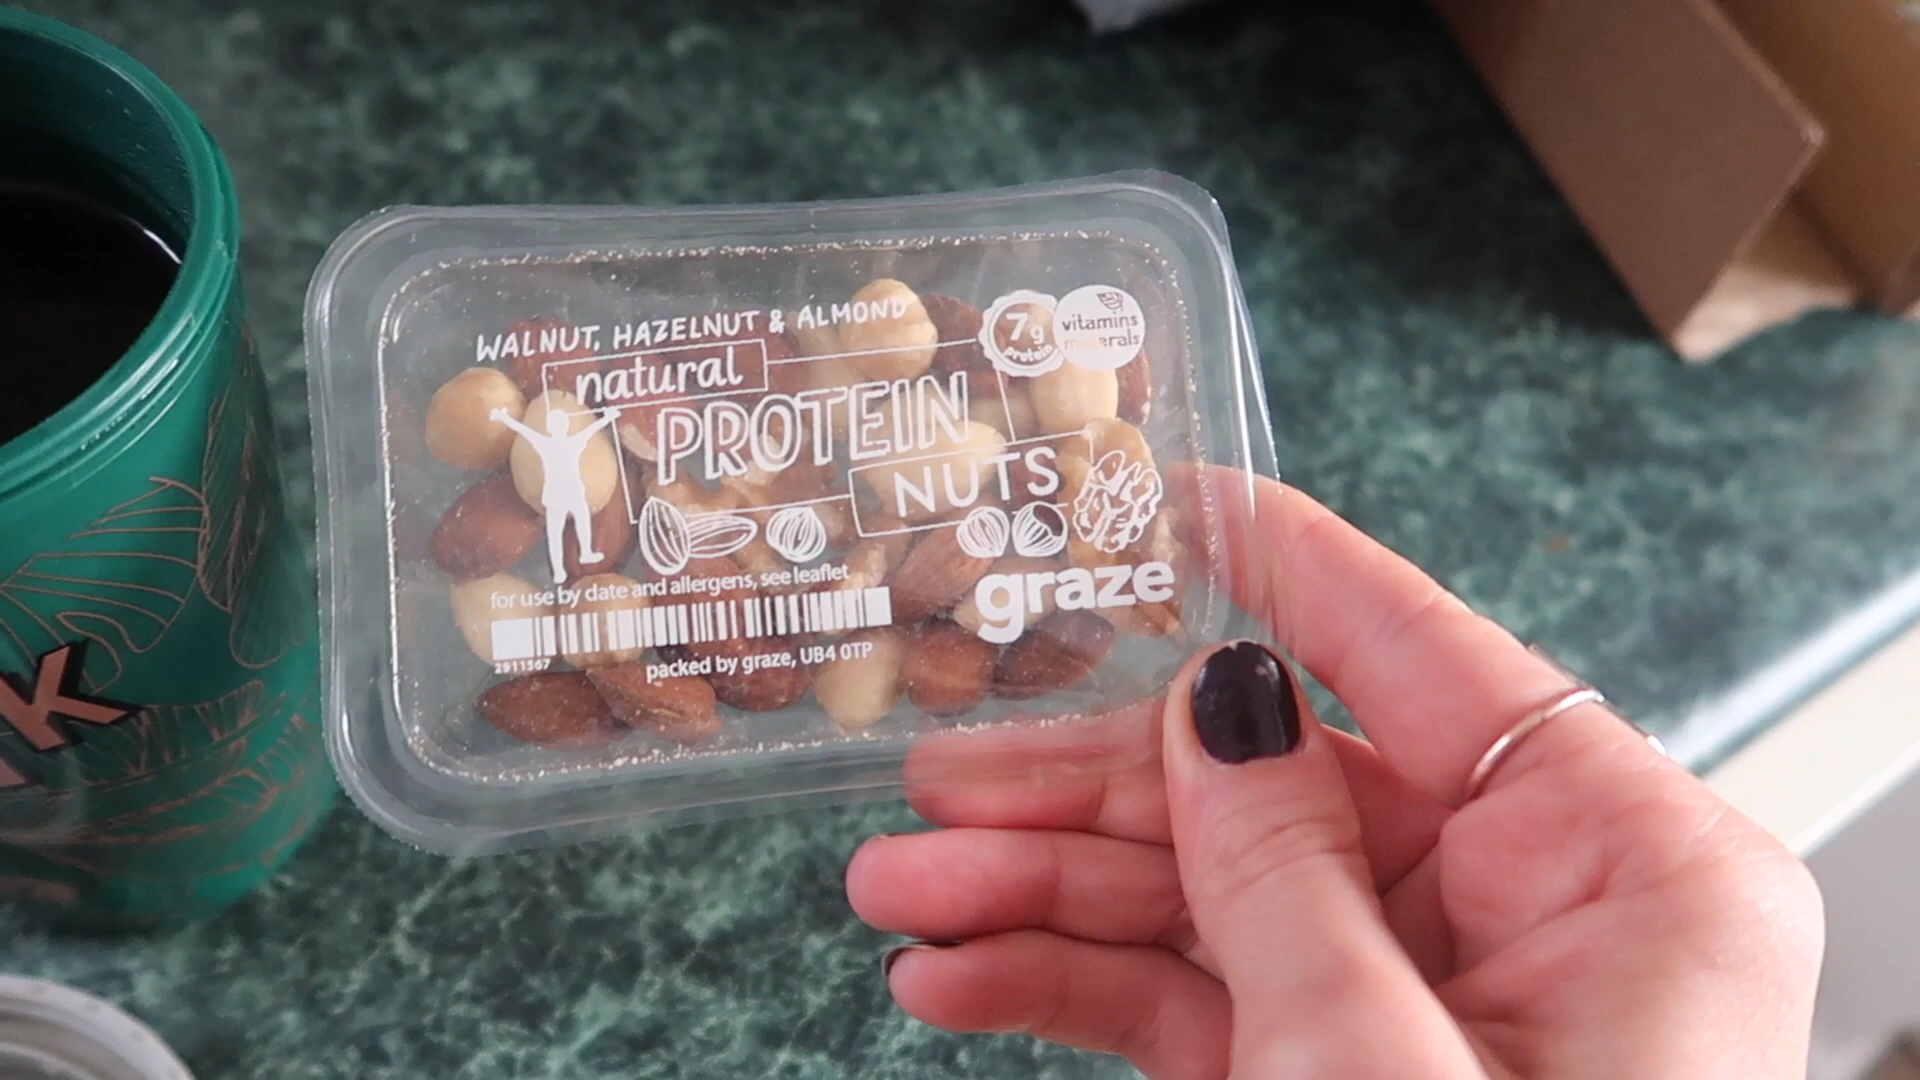 WALNUT, HAZELNUT & ALMOND
natural
PROTEIN
NUTS
7g
protein
vitamins
for use by date and allergens, see leaflet
graze
2911567
packed by graze, UB4 0TP
K